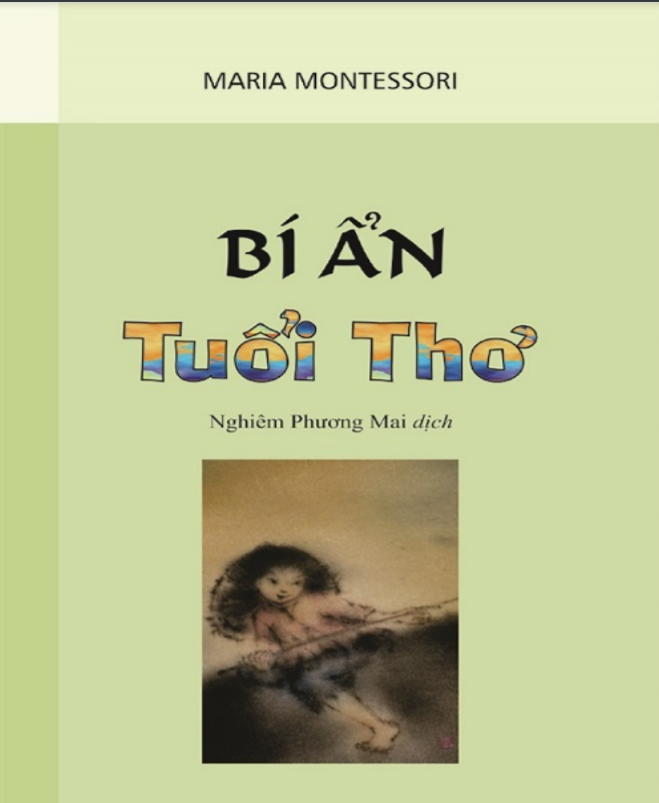 MARIA MONTESSORI
BÍ ẨN
Tuổi Thơ
Nghiêm Phương Mai dịch